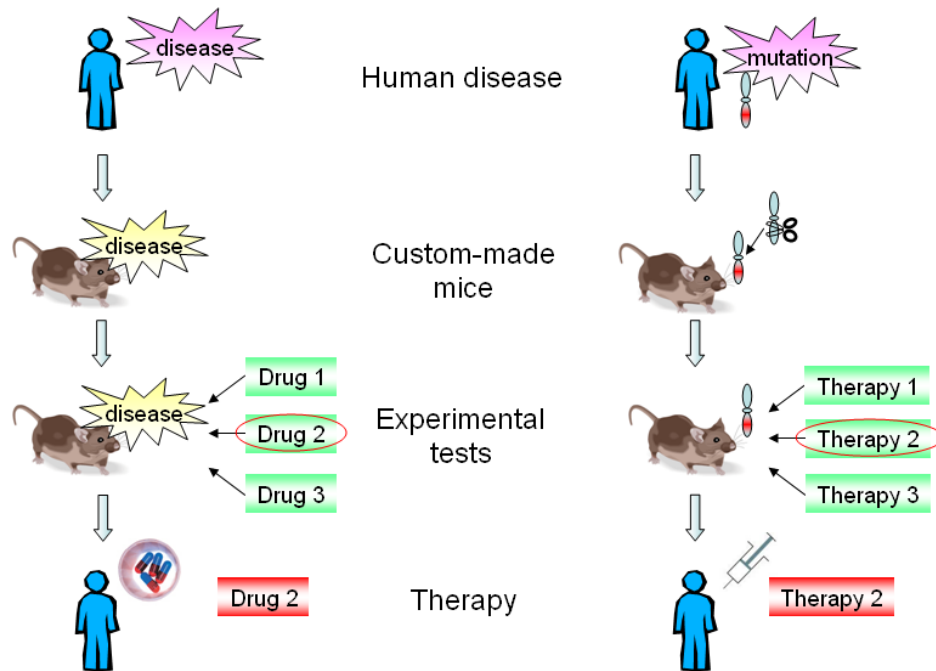 disease
Human disease
mutation
disease
Custom-made
mice
Drug 1
disease
Drug 2
Drug 3
Experimental
tests
Therapy 1
Therapy 2
Therapy 3
Drug 2
Therapy
Therapy 2